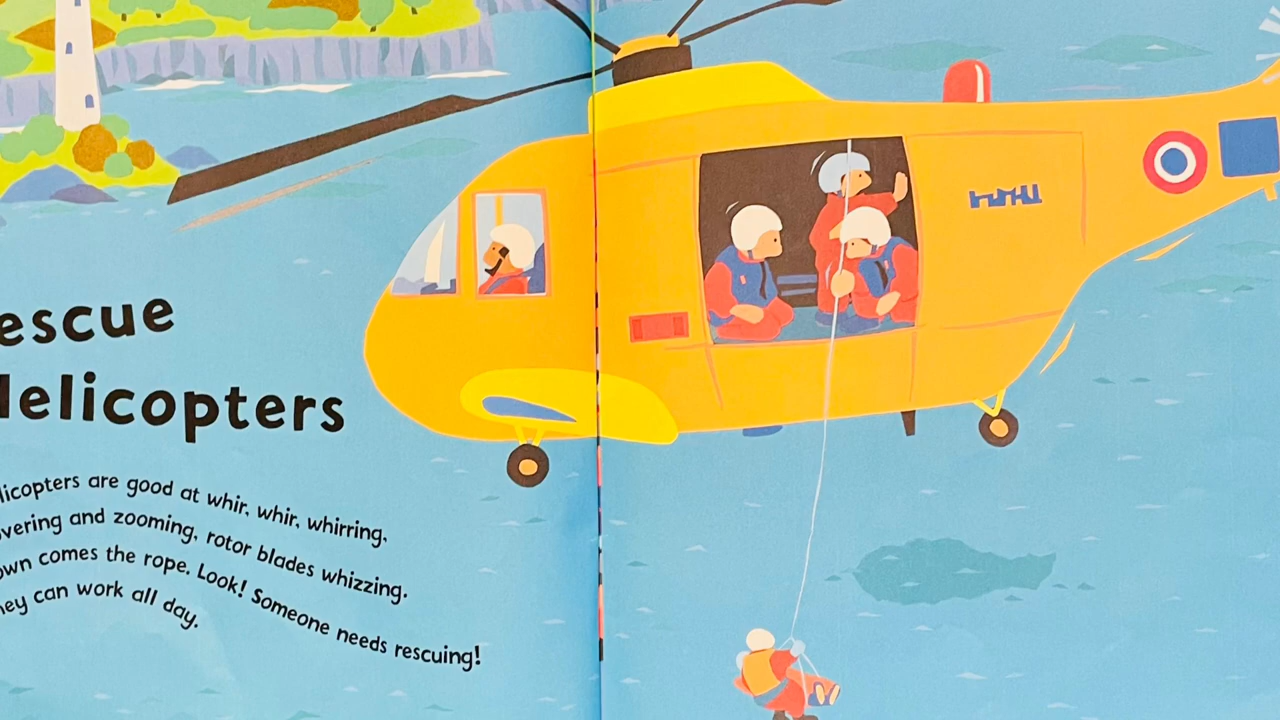 escue
elicopters
licopters are good at whir, whir, whirring,
vering and zooming, rotor blades whizzing.
own comes the rope. Look! Someone needs rescuing!
hey can work all day.